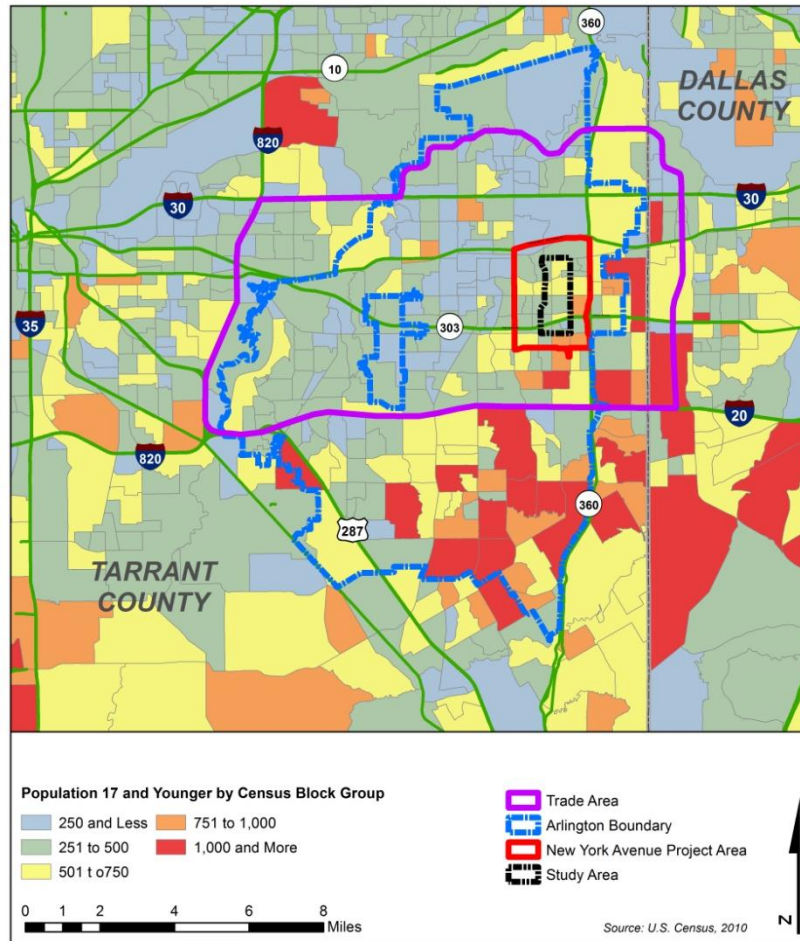 360
10
DALLAS
COUNTY
820
30
30
35
303
20
820
360
287
TARRANT
COUNTY
Population 17 and Younger by Census Block Group
250 and Less
751 to 1,000
251 to 500
1,000 and More
501 t o750
Trade Area
Arlington Boundary
New York Avenue Project Area
Study Area
0 1 2 4 6 8
Miles
N
Source: U.S. Census, 2010